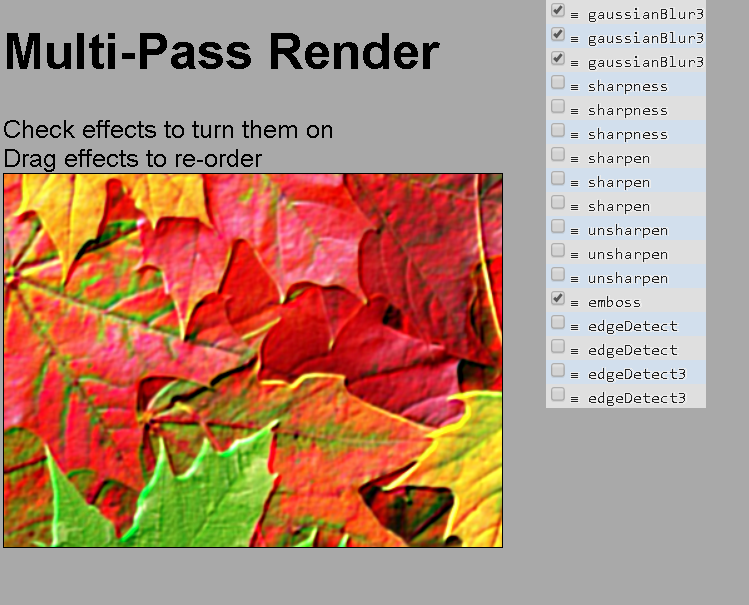 Multi-Pass Render
Check effects to turn them on
Drag effects to re-order
≡ gaussianBlur3
≡ gaussianBlur3
≡ gaussianBlur3
≡ sharpness
≡ sharpness
≡ sharpness
≡ sharpen
≡ sharpen
≡ sharpen
≡ unsharpen
≡ unsharpen
≡ unsharpen
≡ emboss
≡ edgeDetect
≡ edgeDetect
≡ edgeDetect3
≡ edgeDetect3